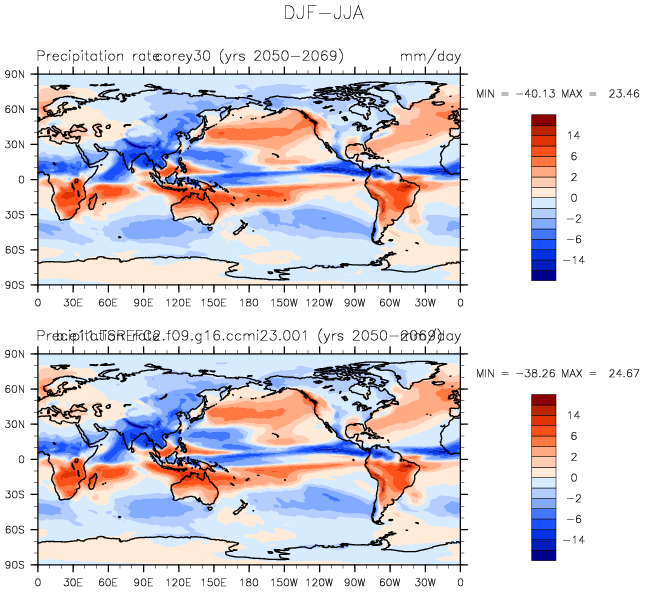 DJF−JJA
Precipitation rate corey30 (yrs 2050−2069) mm/day
90N
60N
30N
0
30S
60S
90S
0 30E 60E 90E 120E 150E 180 150W 120W 90W 60W 30W 0
MIN = −40.13 MAX = 23.46
14
6
2
0
−2
−6
−14
Precipitation rate b.e11.TSREFC2.f09.g16.ccmi23.001 (yrs 2050−2069) mm/day
90N
60N
30N
0
30S
60S
90S
0 30E 60E 90E 120E 150E 180 150W 120W 90W 60W 30W 0
MIN = −38.26 MAX = 24.67
14
6
2
0
−2
−6
−14